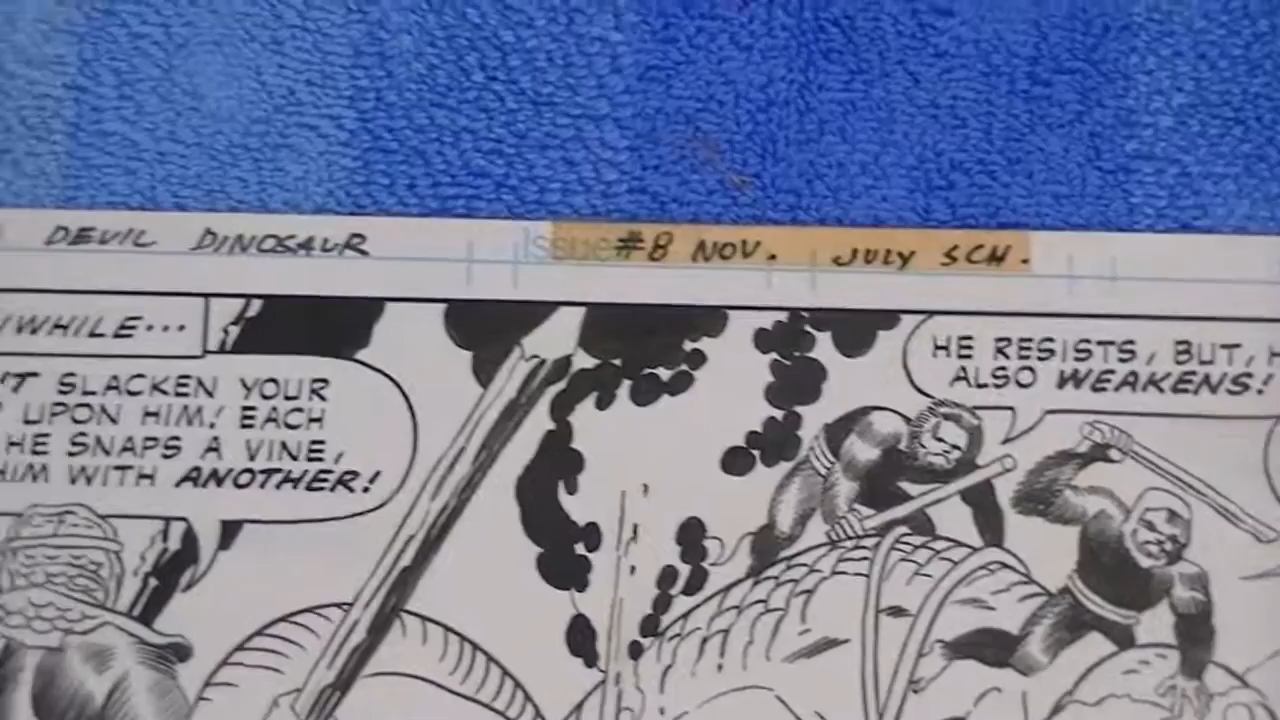 DEVIL DINOSAUR Issue #8 NOV. JULY SCH.
WHILE...
'T SLACKEN YOUR
UPON HIM! EACH
HE SNAPS A VINE,
HIM WITH ANOTHER!
HE RESISTS, BUT, H
ALSO WEAKENS!